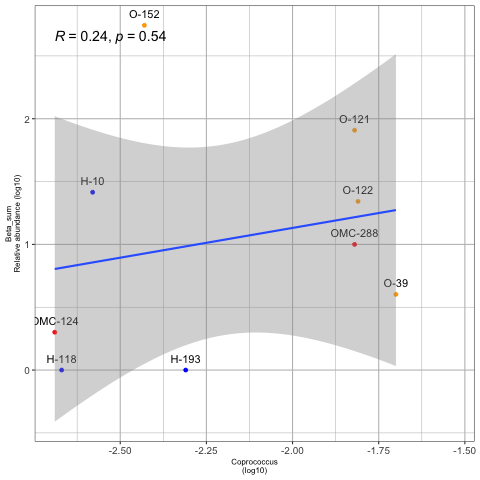 O-152
R = 0.24, p = 0.54
O-121
H-10
O-122
OMC-288
O-39
OMC-124
H-118
H-193
2
1
0
-2.50
-2.25
-2.00
-1.75
-1.50
Coprococcus
(log10)
Beta_sum
Relative abundance (log10)